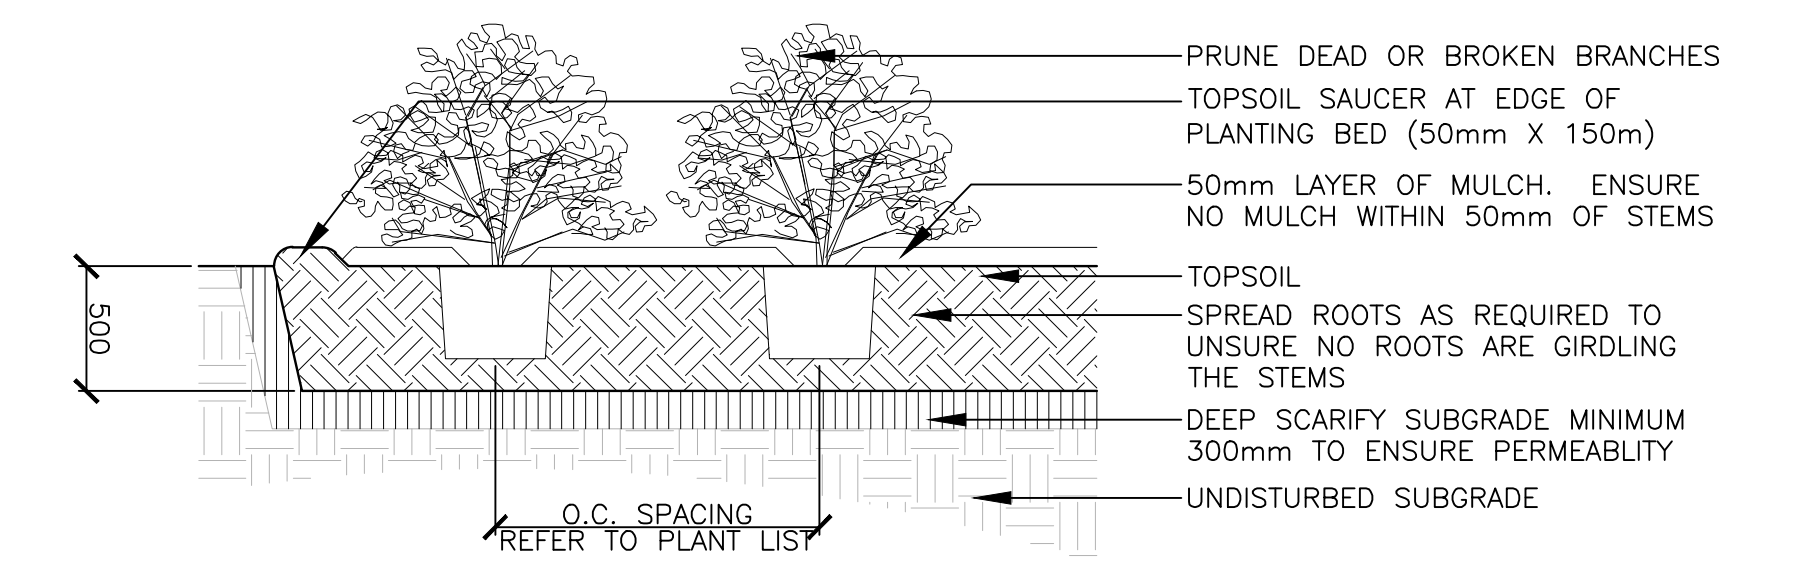 PRUNE DEAD OR BROKEN BRANCHES
TOPSOIL SAUCER AT EDGE OF
PLANTING BED (50mm X 150m)
50mm LAYER OF MULCH. ENSURE
NO MULCH WITHIN 50mm OF STEMS
TOPSOIL
SPREAD ROOTS AS REQUIRED TO
UNSURE NO ROOTS ARE GIRDLING
THE STEMS
DEEP SCARIFY SUBGRADE MINIMUM
300mm TO ENSURE PERMEABLITY
UNDISTURBED SUBGRADE
500
O.C. SPACING
REFER TO PLANT LIST